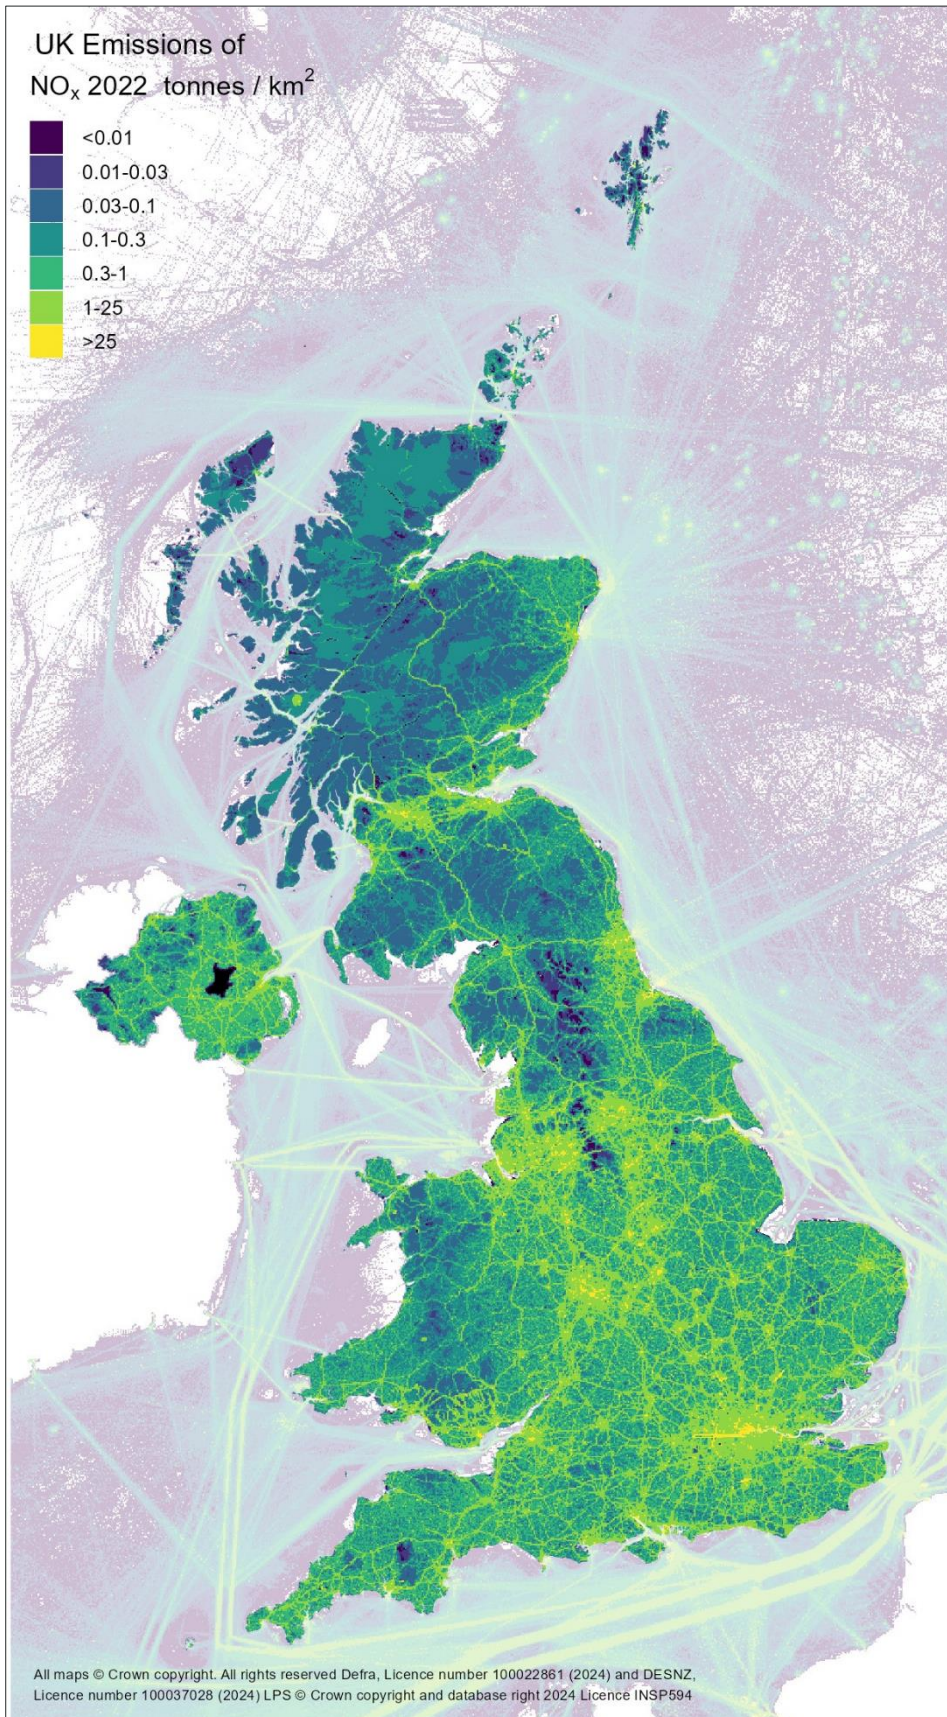 UK Emissions of
NOₓ 2022 tonnes / km²
<0.01
0.01-0.03
0.03-0.1
0.1-0.3
0.3-1
1-25
>25
All maps © Crown copyright. All rights reserved Defra, Licence number 100022861 (2024) and DESNZ,
Licence number 100037028 (2024) LPS © Crown copyright and database right 2024 Licence INSP594